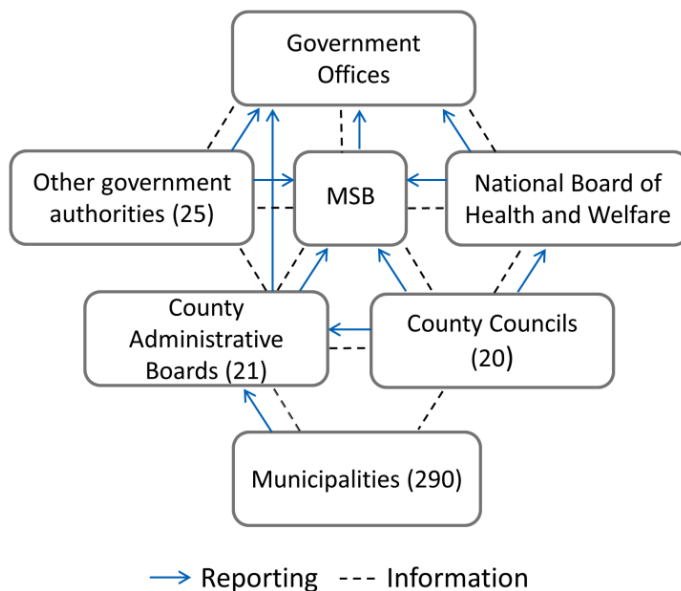 Government
Offices
Other government
authorities (25)
MSB
National Board of
Health and Welfare
County
Administrative
Boards (21)
County Councils
(20)
Municipalities (290)
Reporting
Information